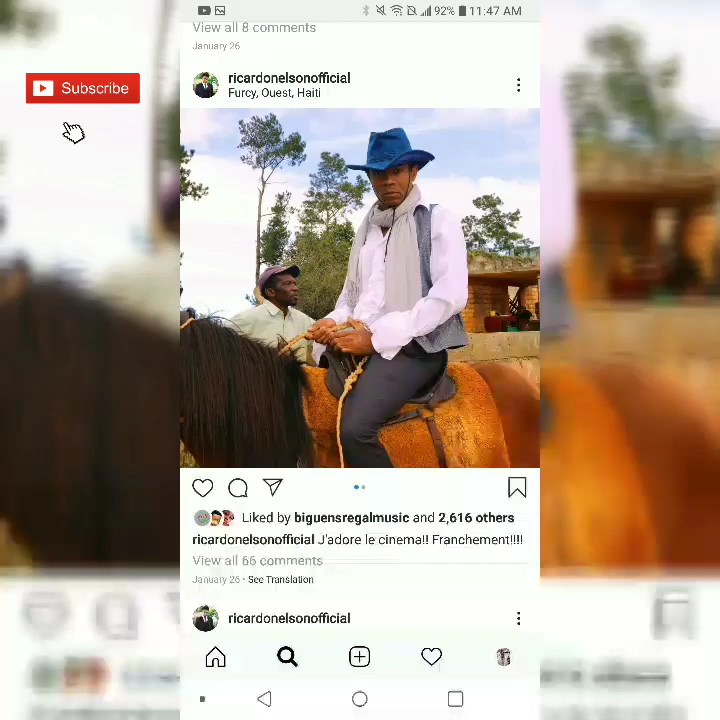 92% 11:47 AM
View all 8 comments
January 26
Subscribe
ricardonelsonofficial
Furcy, Ouest, Haiti
Liked by biguensregalmusic and 2,616 others
ricardonelsonofficial J'adore le cinema!! Franchement!!!!
View all 66 comments
January 26 • See Translation
ricardonelsonofficial